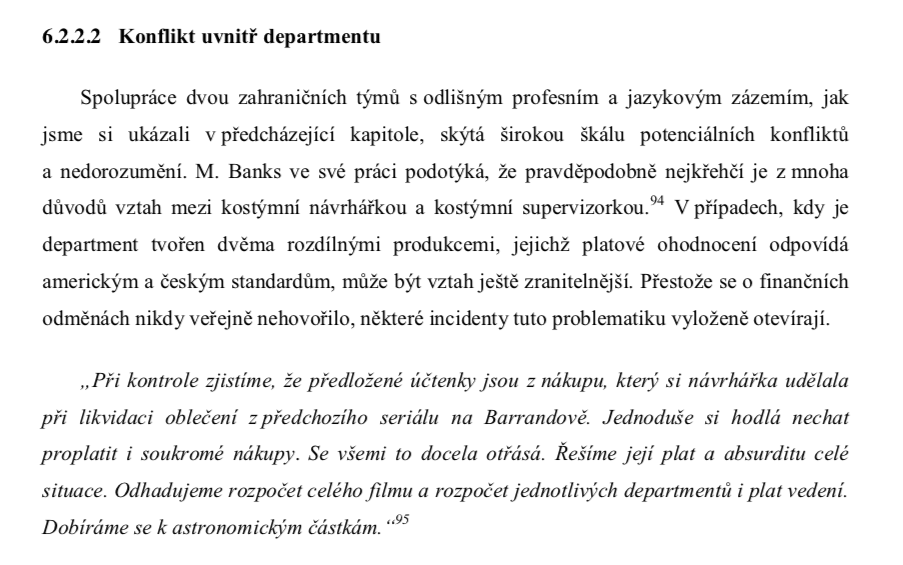 6.2.2.2 Konflikt uvnitř departmentu
Spolupráce dvou zahraničních týmů s odlišným profesním a jazykovým zázemím, jak
jsme si ukázali v předcházející kapitole, skýtá širokou škálu potenciálních konfliktů
a nedorozumění. M. Banks ve své práci podotýká, že pravděpodobně nejkřehčí je z mnoha
důvodů vztah mezi kostýmní návrhářkou a kostýmní supervizorkou.94 V případech, kdy je
department tvořen dvěma rozdílnými produkcemi, jejichž platové ohodnocení odpovídá
americkým a českým standardům, může být vztah ještě zranitelnější. Přestože se o finančních
odměnách nikdy veřejně nehovořilo, některé incidenty tuto problematiku vyloženě otevírají.
„Při kontrole zjistíme, že předložené účtenky jsou z nákupu, který si návrhářka udělala
při likvidaci oblečení z předchozího seriálu na Barrandově. Jednoduše si hodlá nechat
proplatit i soukromé nákupy. Se všemi to docela otřásá. Řešíme její plat a absurditu celé
situace. Odhadujeme rozpočet celého filmu a rozpočet jednotlivých departmentů i plat vedení.
Dobíráme se k astronomickým částkám.“95